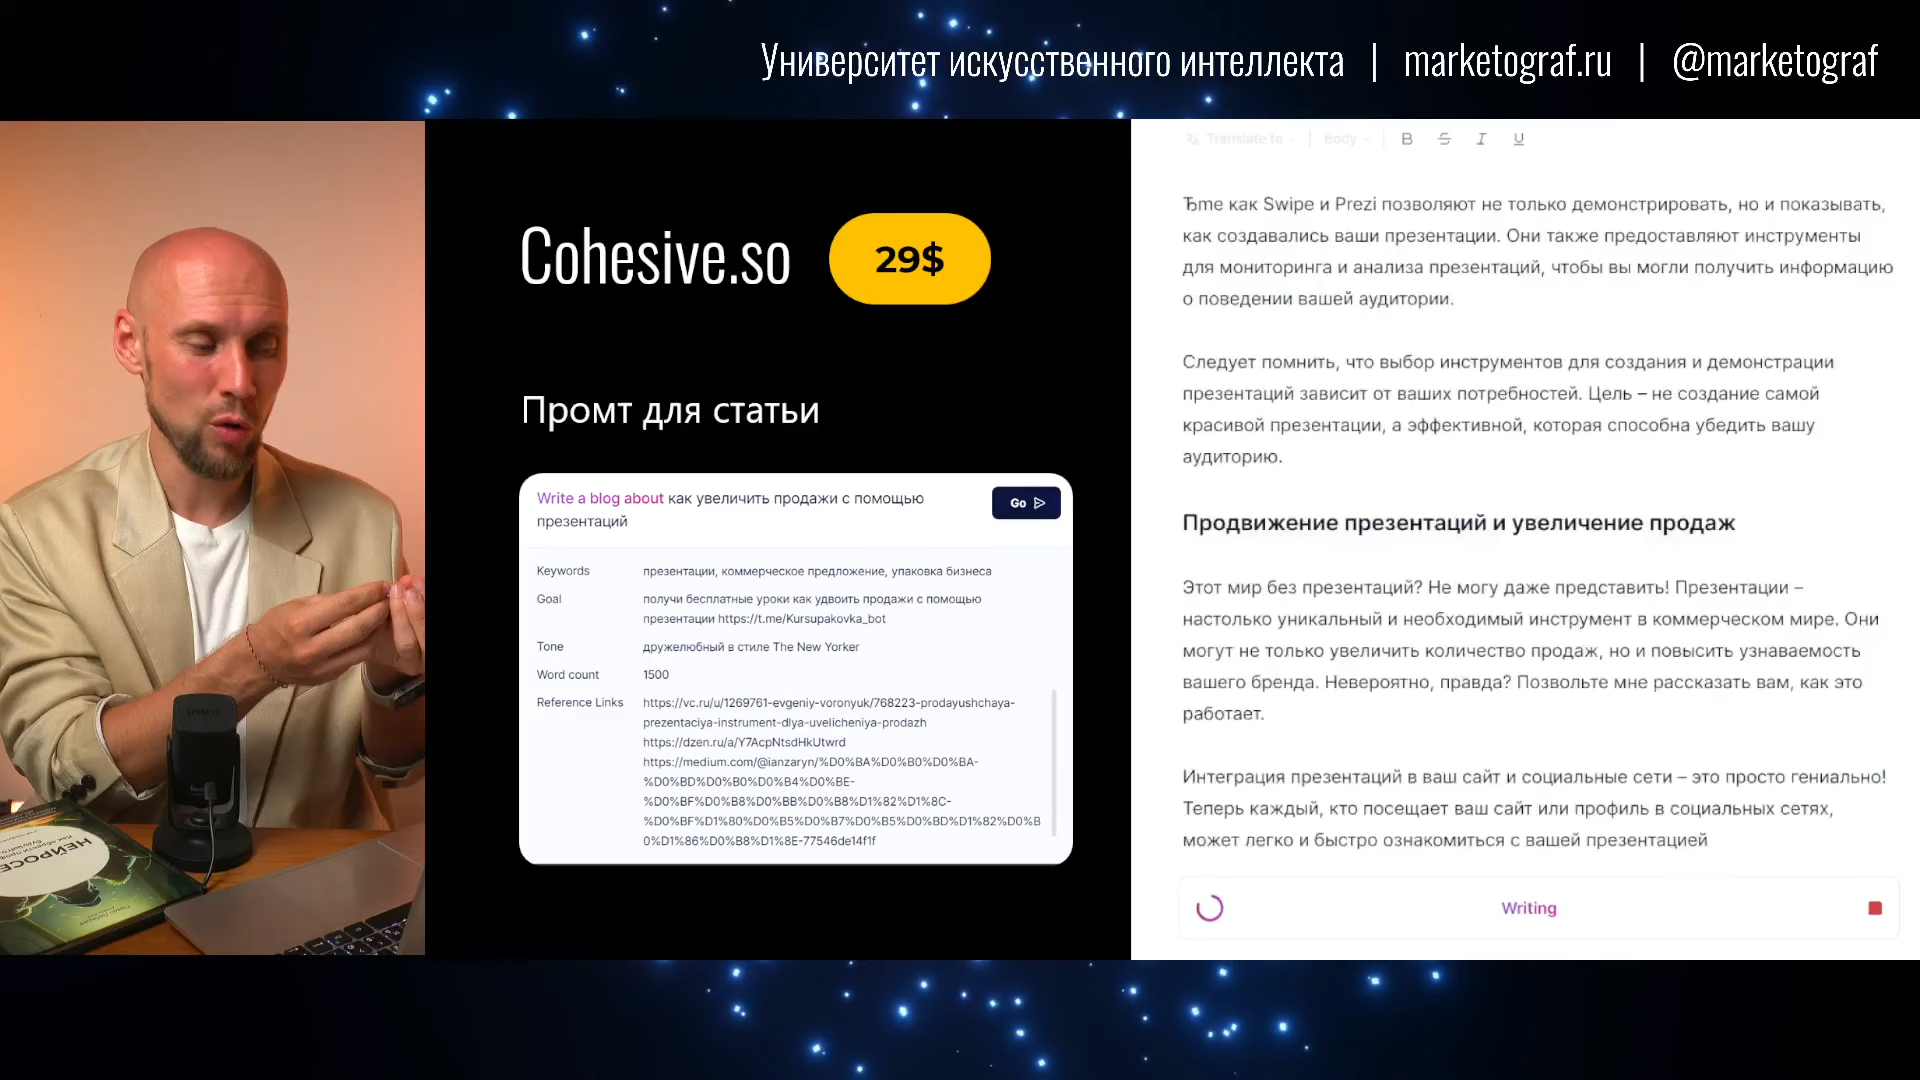 Университет искусственного интеллекта | marketograf.ru | @marketograf
Cohesive.so
29$
Промт для статьи
Write a blog about как увеличить продажи с помощью
презентаций
Go
Keywords презентации, коммерческое предложение, упаковка бизнеса
Goal получи бесплатные уроки как удвоить продажи с помощью
презентации https://t.me/Kursupakovka_bot
Tone дружелюбный в стиле The New Yorker
Word count 1500
Reference Links https://vc.ru/u/1269761-evgeniy-voronyuk/768223-prodayushchaya-
prezentaciya-instrument-dlya-uvelicheniya-prodazh
https://dzen.ru/a/Y7AcpNtsdHkUtwrd
https://medium.com/@ianzaryn/%D0%BA%D0%B0%D0%BA-
%D0%BD%D0%B0%D0%B4%D0%BE-
%D0%BF%D0%B8%D0%BB%D0%B8%D1%82%D1%8C-
%D0%BF%D1%80%D0%B5%D0%B7%D0%B5%D0%BD%D1%82%D0%B
0%D1%86%D0%B8%D1%8E-77546de14f1f
Translate to Body B S I U
Ђme как Swipe и Prezi позволяют не только демонстрировать, но и показывать,
как создавались ваши презентации. Они также предоставляют инструменты
для мониторинга и анализа презентаций, чтобы вы могли получить информацию
о поведении вашей аудитории.
Следует помнить, что выбор инструментов для создания и демонстрации
презентаций зависит от ваших потребностей. Цель – не создание самой
красивой презентации, а эффективной, которая способна убедить вашу
аудиторию.
Продвижение презентаций и увеличение продаж
Этот мир без презентаций? Не могу даже представить! Презентации –
настолько уникальный и необходимый инструмент в коммерческом мире. Они
могут не только увеличить количество продаж, но и повысить узнаваемость
вашего бренда. Невероятно, правда? Позвольте мне рассказать вам, как это
работает.
Интеграция презентаций в ваш сайт и социальные сети – это просто гениально!
Теперь каждый, кто посещает ваш сайт или профиль в социальных сетях,
может легко и быстро ознакомиться с вашей презентацией
Writing
НЕЙРОСЕ